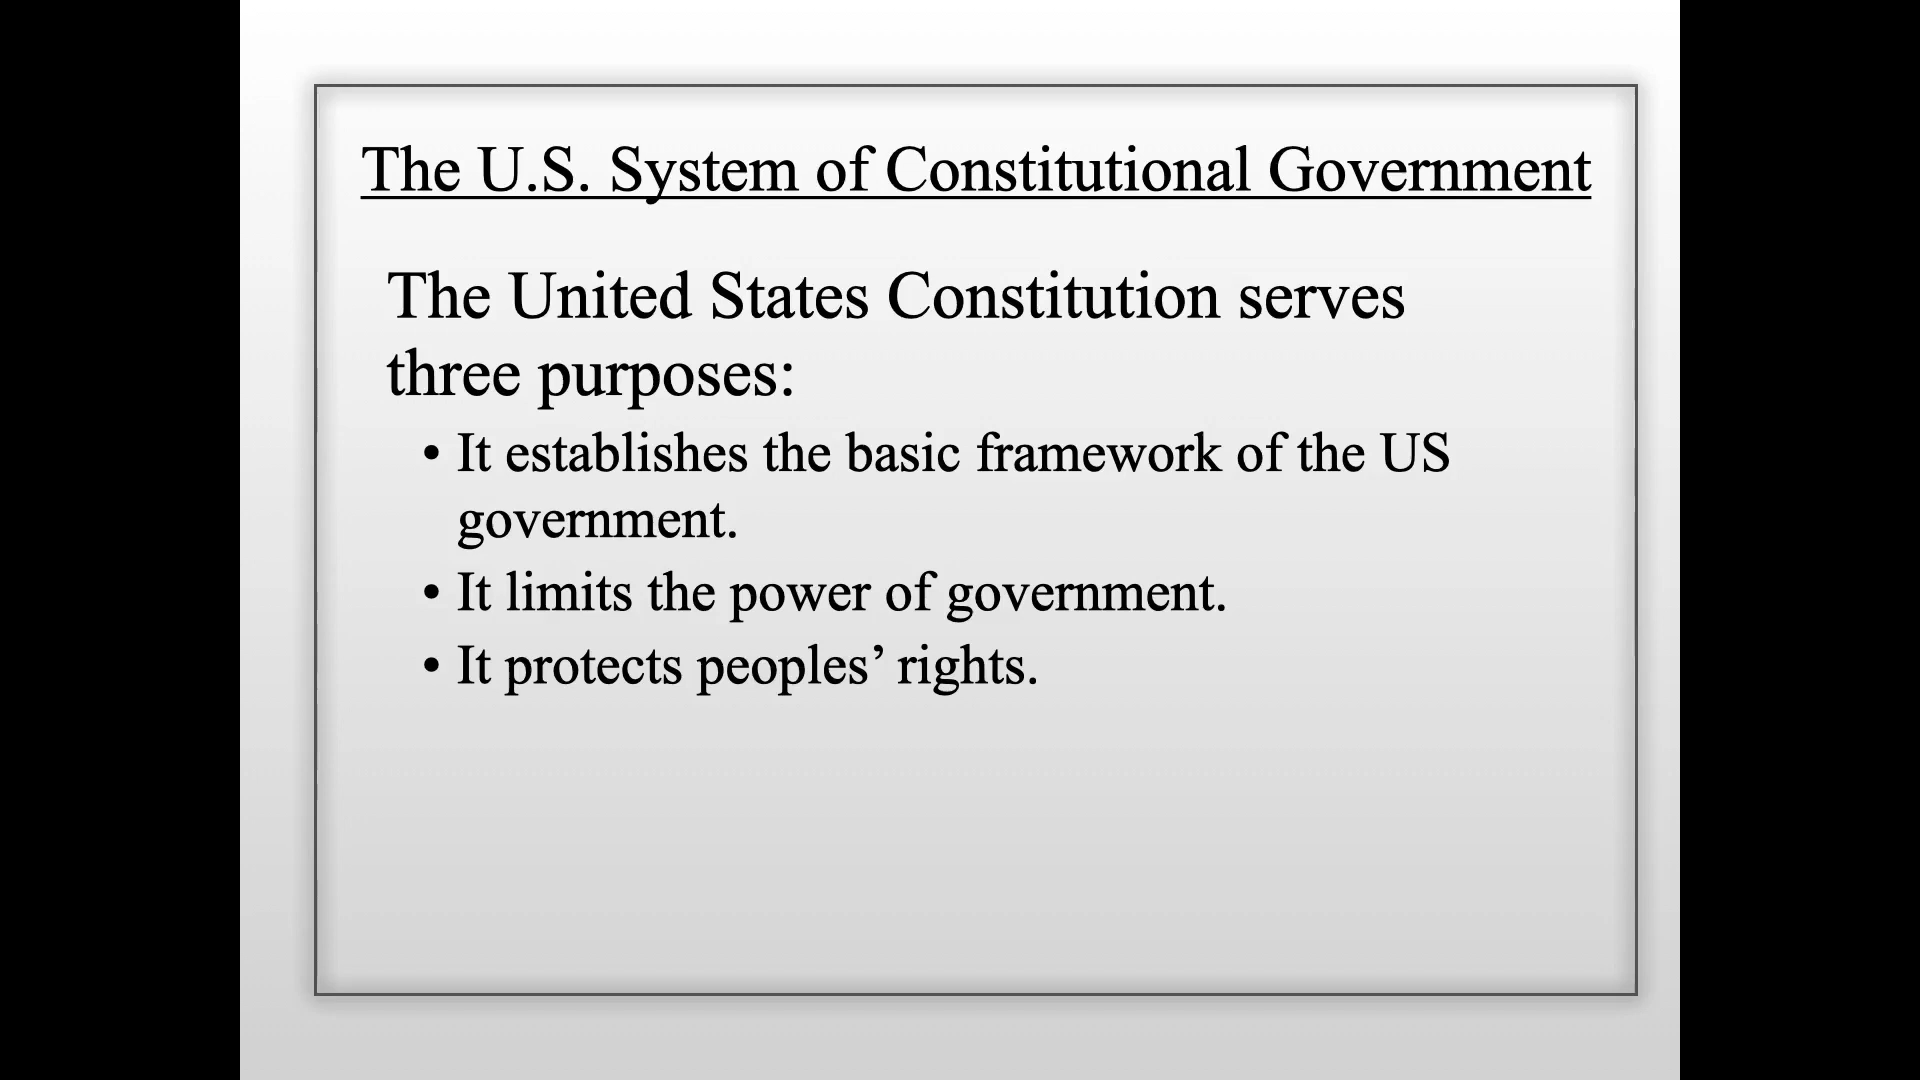 The U.S. System of Constitutional Government
The United States Constitution serves
three purposes:
• It establishes the basic framework of the US
government.
• It limits the power of government.
• It protects peoples’ rights.